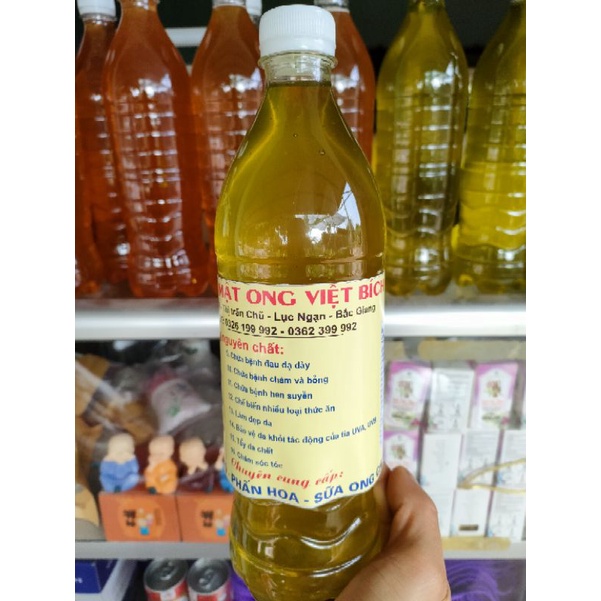 MẬT ONG VIỆT BÍCH
trấn Chũ - Lục Ngạn - Bắc Giang
0326 199 992 - 0362 399 992
nguyên chất:
Chữa bệnh đau dạ dày
Chữa bệnh chàm và bỏng
Chữa bệnh hen suyễn
Chế biến nhiều loại thức ăn
Làm đẹp da
Bảo vệ da khỏi tác động của tia UVA, UVB
Tẩy da chết
Chăm sóc tóc
Chuyên cung cấp:
PHẤN HOA - SỮA ONG